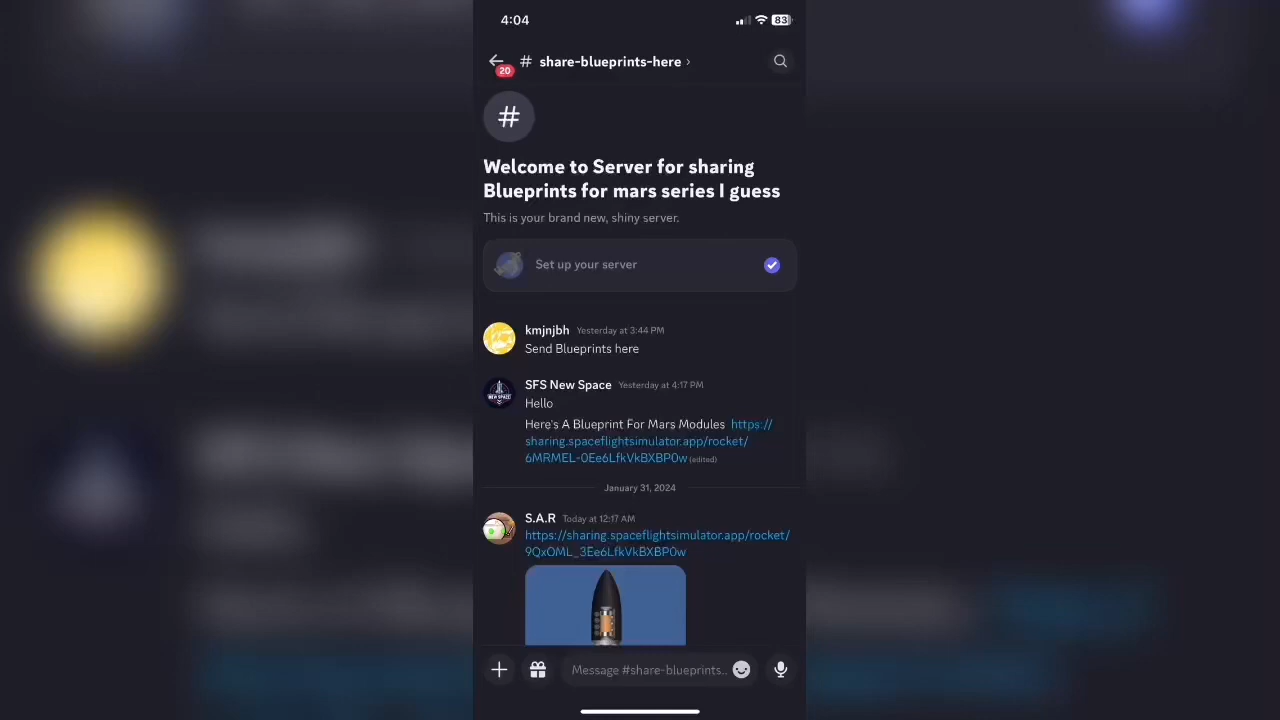 4:04
83
20
# share-blueprints-here ›
#
Welcome to Server for sharing
Blueprints for mars series I guess
This is your brand new, shiny server.
Set up your server
kmjnjbh Yesterday at 3:44 PM
Send Blueprints here
SFS New Space Yesterday at 4:17 PM
NEW SPACE
Hello
Here's A Blueprint For Mars Modules https://
sharing.spaceflightsimulator.app/rocket/
6MRMEL-0Ee6LfkVkBXBP0w (edited)
January 31, 2024
S.A.R Today at 12:17 AM
https://sharing.spaceflightsimulator.app/rocket/
9QxOML_3Ee6LfkVkBXBP0w
Message #share-blueprints..